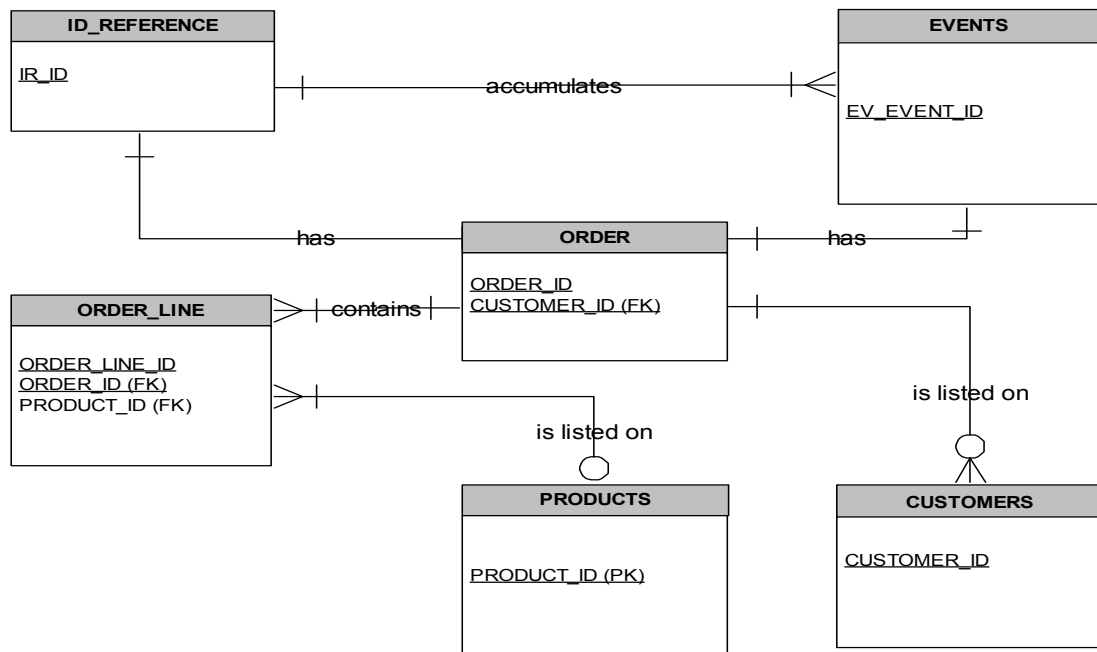 ID_REFERENCE
IR_ID
accumulates
EVENTS
EV_EVENT_ID
has
ORDER
ORDER_ID
CUSTOMER_ID (FK)
has
ORDER_LINE
ORDER_LINE_ID
ORDER_ID (FK)
PRODUCT_ID (FK)
contains
is listed on
is listed on
PRODUCTS
PRODUCT_ID (PK)
CUSTOMERS
CUSTOMER_ID